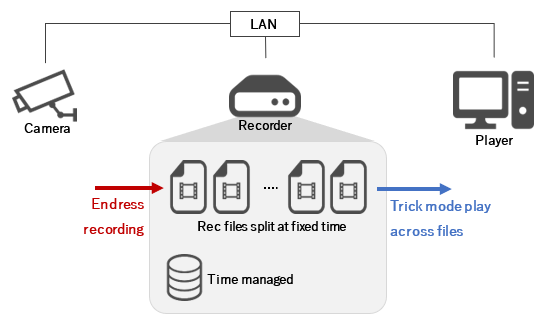 LAN
Camera
Recorder
Player
Endress
recording
....
Rec files split at fixed time
Trick mode play
across files
Time managed